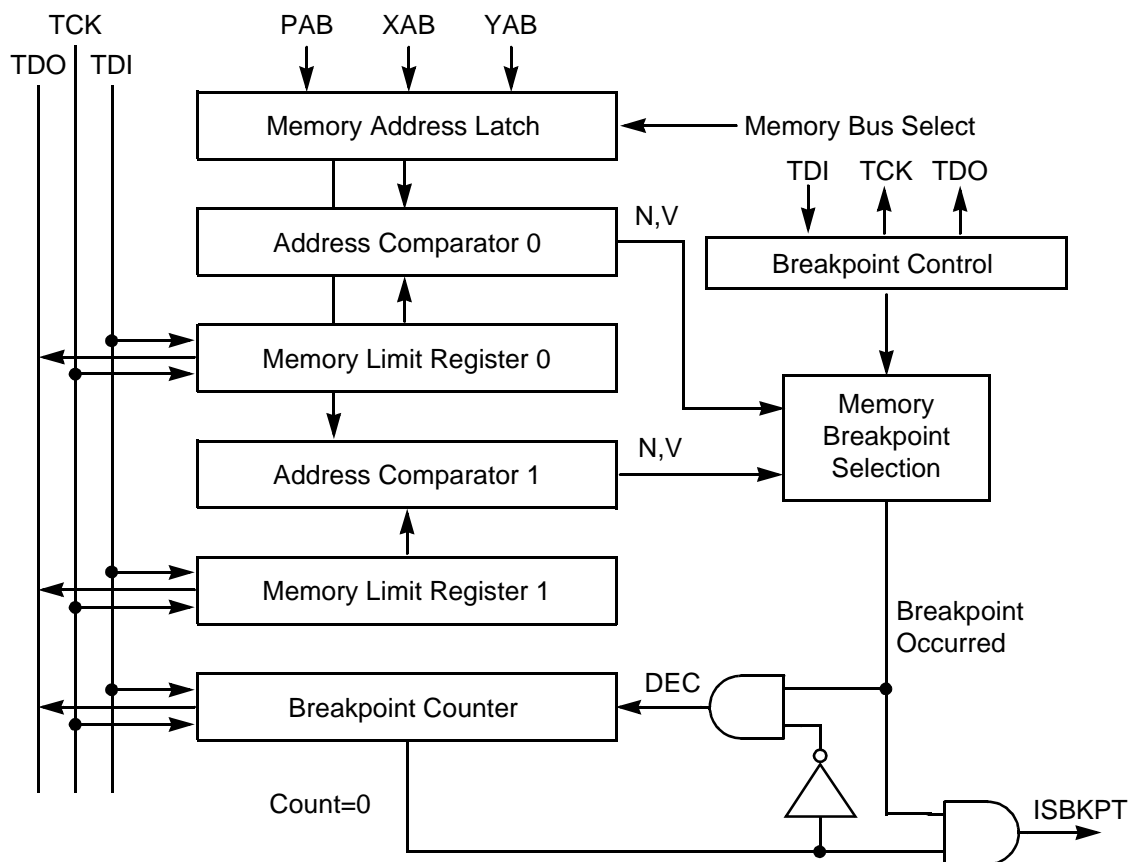 TCK
PAB XAB YAB
TDO TDI
Memory Address Latch
Memory Bus Select
TDI TCK TDO
N,V
Address Comparator 0
Breakpoint Control
Memory Limit Register 0
Memory
Breakpoint
Selection
N,V
Address Comparator 1
Memory Limit Register 1
Breakpoint
Occurred
DEC
Breakpoint Counter
Count=0
ISBKPT